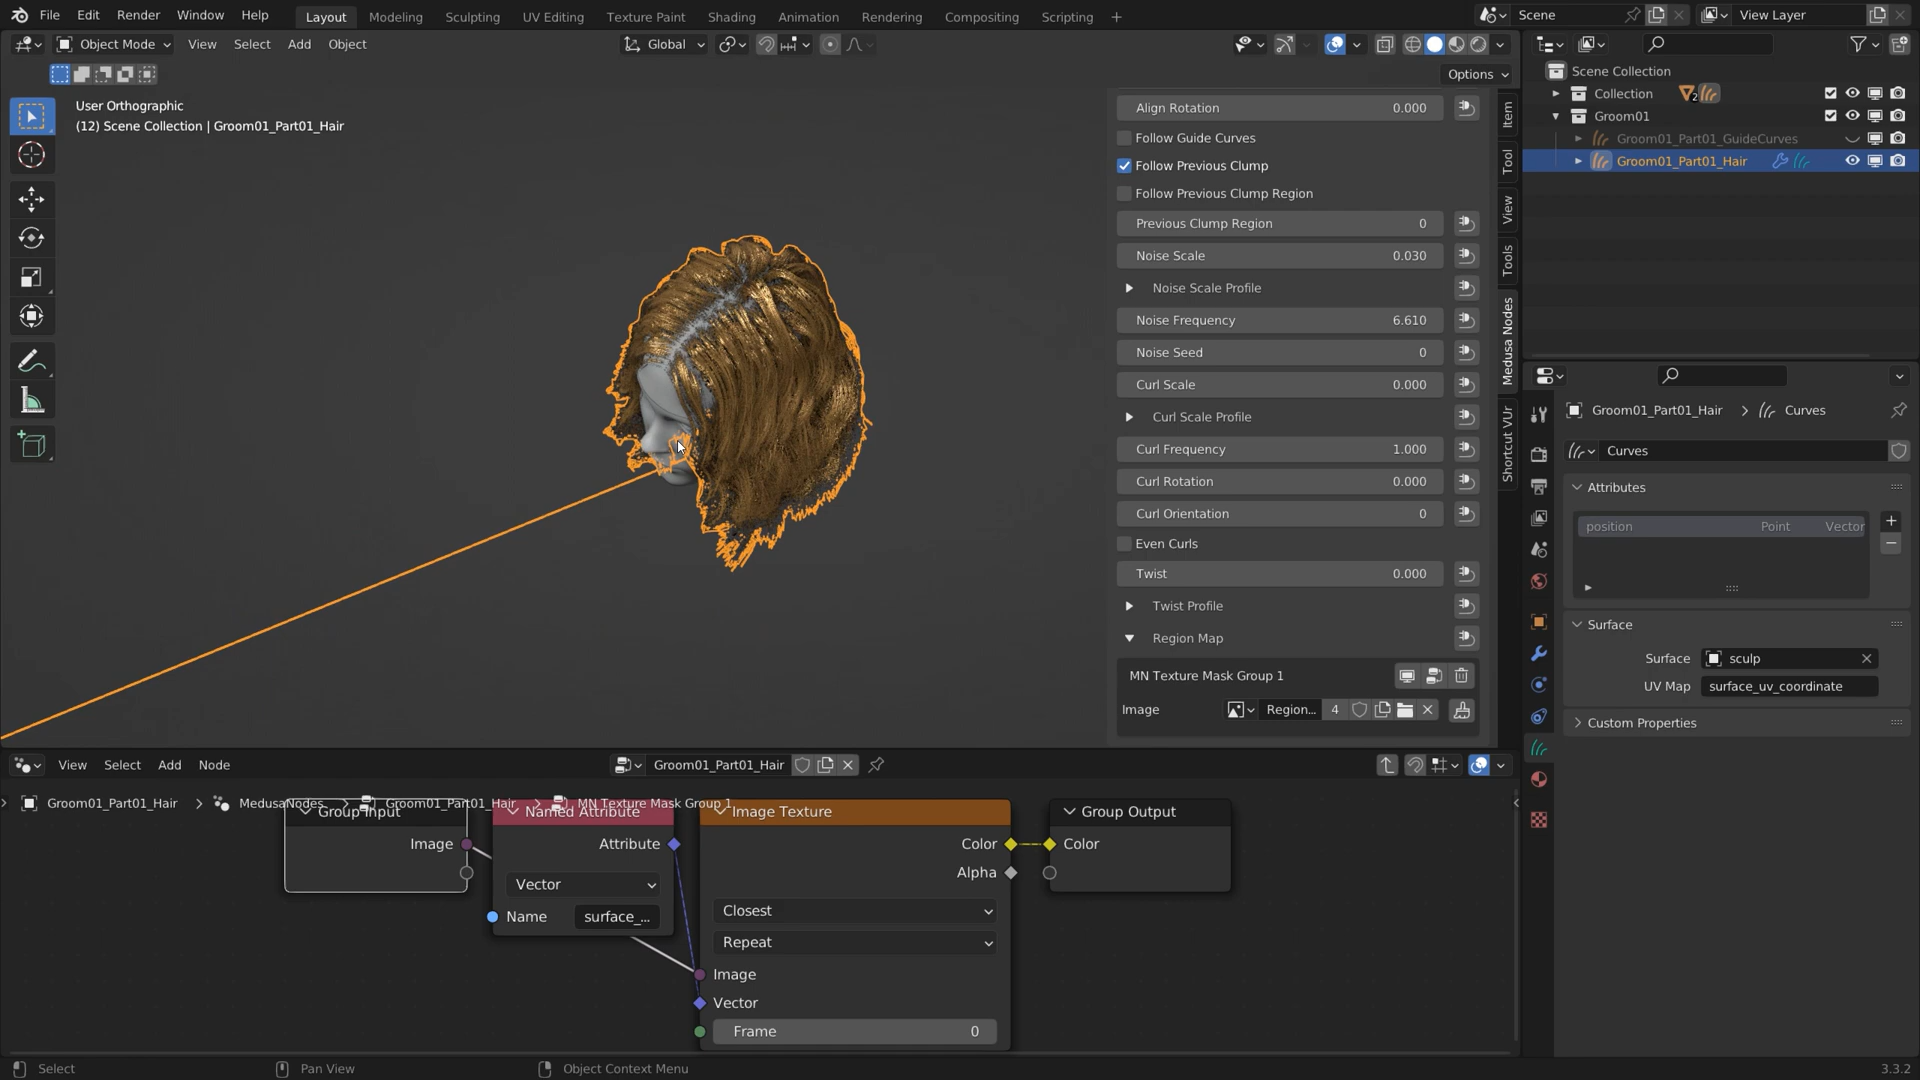 File Edit Render Window Help Layout Modeling Sculpting UV Editing Texture Paint Shading Animation Rendering Compositing Scripting + Scene View Layer
Object Mode View Select Add Object Global
Options
User Orthographic
(12) Scene Collection | Groom01_Part01_Hair
Align Rotation 0.000
Follow Guide Curves
Follow Previous Clump
Follow Previous Clump Region
Previous Clump Region 0
Noise Scale 0.030
Noise Scale Profile
Noise Frequency 6.610
Noise Seed 0
Curl Scale 0.000
Curl Scale Profile
Curl Frequency 1.000
Curl Rotation 0.000
Curl Orientation 0
Even Curls
Twist 0.000
Twist Profile
Region Map
MN Texture Mask Group 1
Image Region... 4
Item
Tool
View
Tools
Medusa Nodes
Shortcut VUr
Scene Collection
Collection 2
Groom01
Groom01_Part01_GuideCurves
Groom01_Part01_Hair
Groom01_Part01_Hair > Curves
Curves
Attributes
position Point Vector
Surface
Surface sculp
UV Map surface_uv_coordinate
Custom Properties
View Select Add Node Groom01_Part01_Hair
Groom01_Part01_Hair > MedusaNodes > Groom01_Part01_Hair > MN Texture Mask Group 1
Group Input
Image
Named Attribute
Attribute
Vector
Name surface_...
Image Texture
Color
Alpha
Closest
Repeat
Image
Vector
Frame 0
Group Output
Color
Select Pan View Object Context Menu 3.3.2